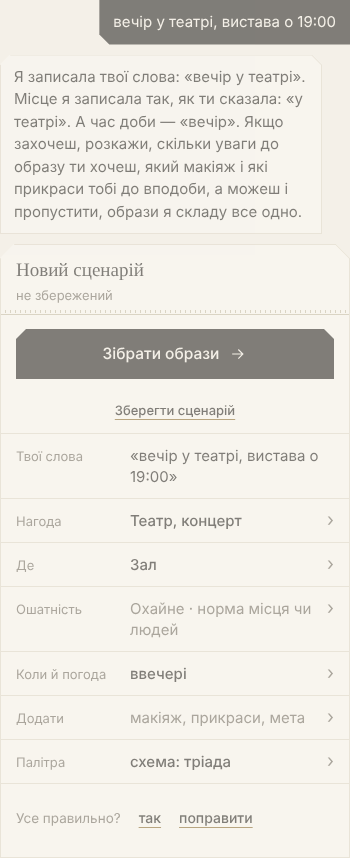 вечір у театрі, вистава о 19:00
Я записала твої слова: «вечір у театрі».
Місце я записала так, як ти сказала: «у
театрі». А час доби — «вечір». Якщо
захочеш, розкажи, скільки уваги до
образу ти хочеш, який макіяж і які
прикраси тобі до вподоби, а можеш і
пропустити, образи я складу все одно.
Новий сценарій
не збережений
Зібрати образи →
Зберегти сценарій
Твої слова «вечір у театрі, вистава о
19:00»
Нагода Театр, концерт ›
Де Зал ›
Ошатність Охайне · норма місця чи ›
людей
Коли й погода ввечері ›
Додати макіяж, прикраси, мета ›
Палітра схема: тріада ›
Усе правильно? так поправити